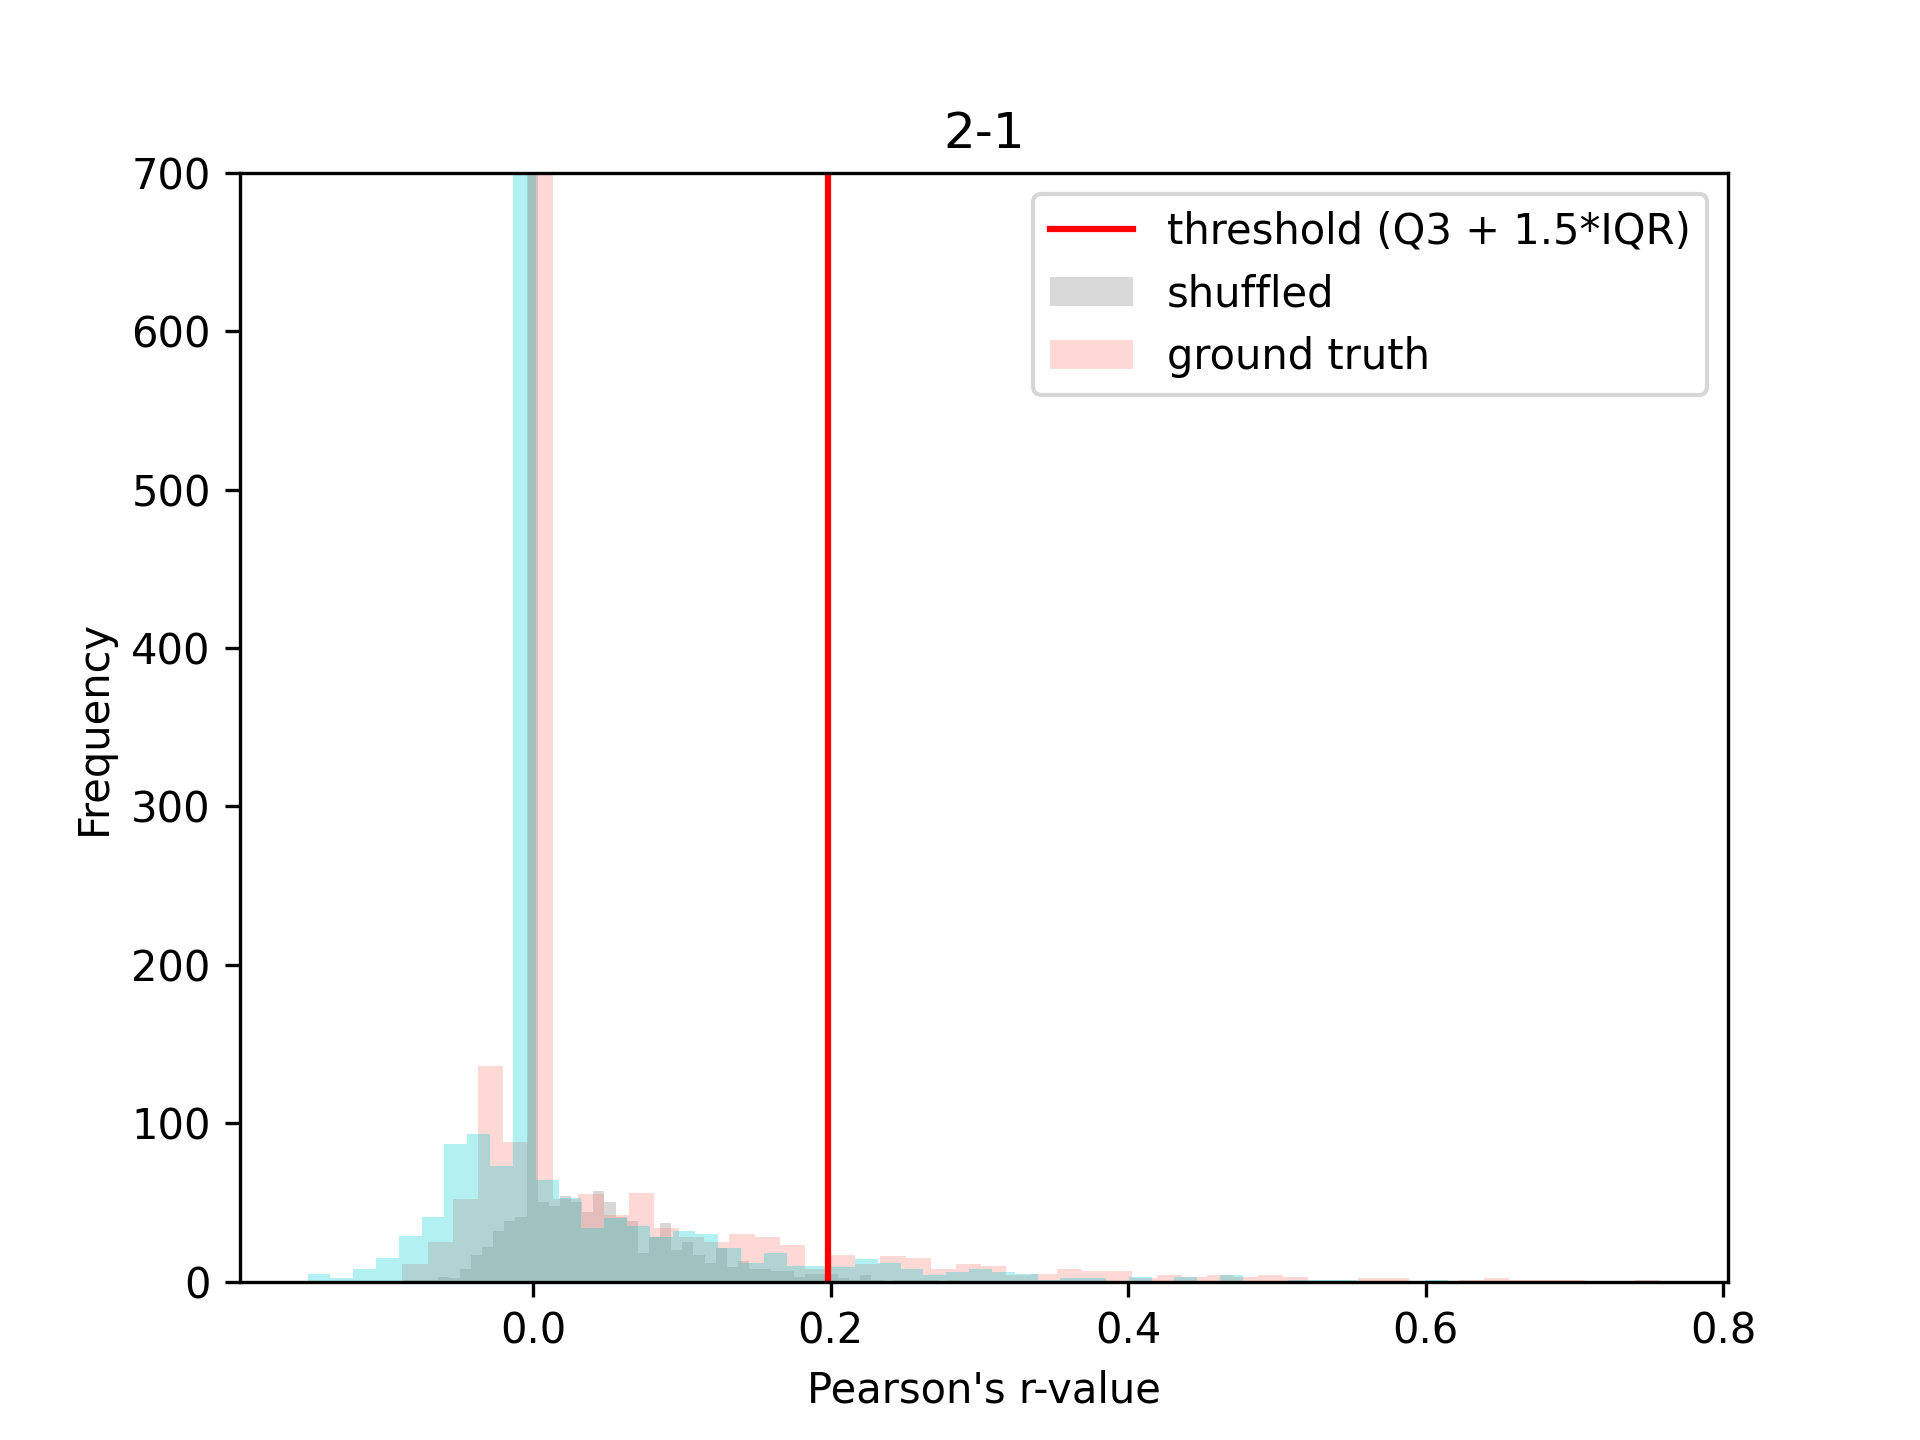 2-1
700
600
500
400
300
200
100
0
Frequency
threshold (Q3 + 1.5*IQR)
shuffled
ground truth
0.0 0.2 0.4 0.6 0.8
Pearson's r-value